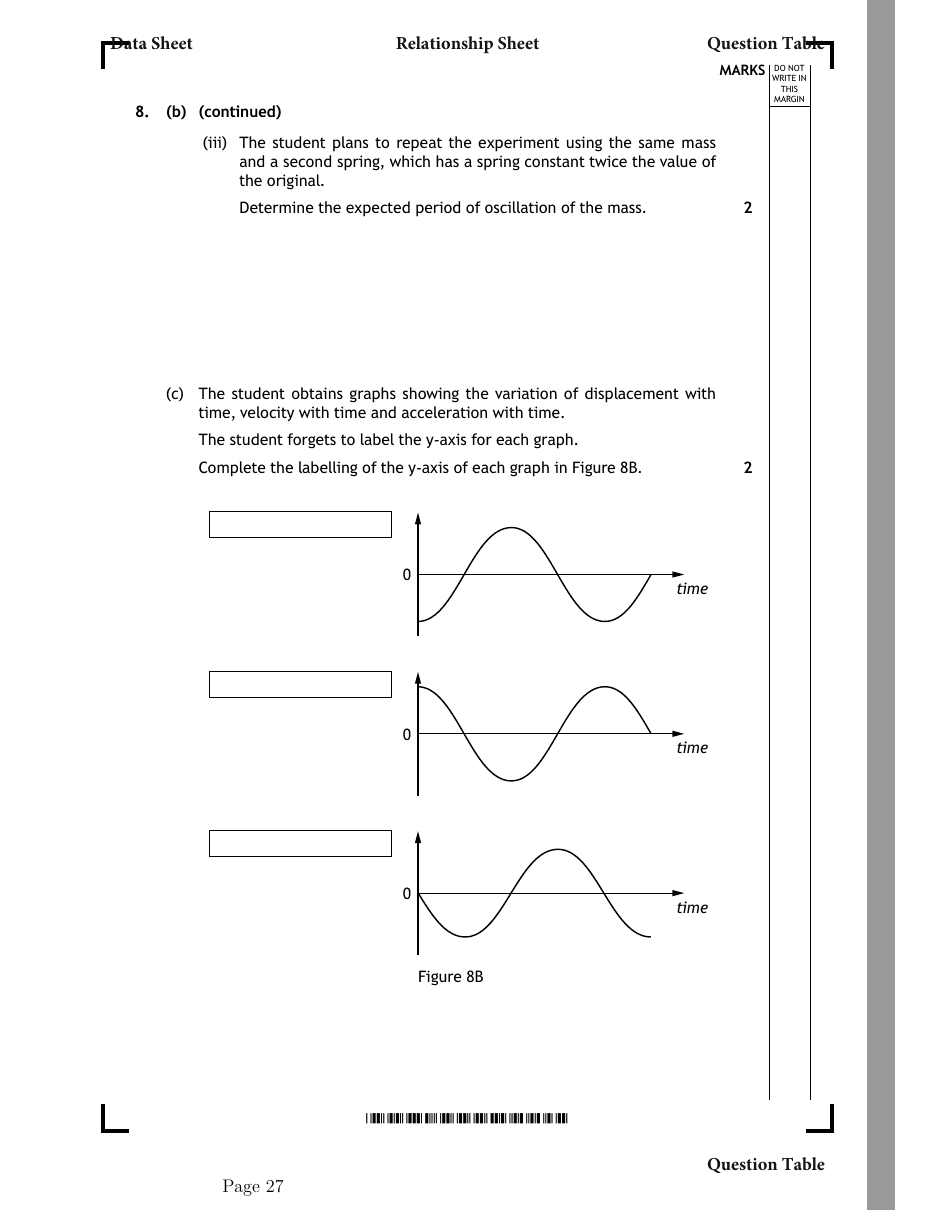 Data Sheet Relationship Sheet Question Table
MARKS
DO NOT
WRITE IN
THIS
MARGIN
8. (b) (continued)
(iii) The student plans to repeat the experiment using the same mass
and a second spring, which has a spring constant twice the value of
the original.
Determine the expected period of oscillation of the mass. 2
(c) The student obtains graphs showing the variation of displacement with
time, velocity with time and acceleration with time.
The student forgets to label the y-axis for each graph.
Complete the labelling of the y-axis of each graph in Figure 8B. 2
0
time
0
time
0
time
Figure 8B
Question Table
Page 27